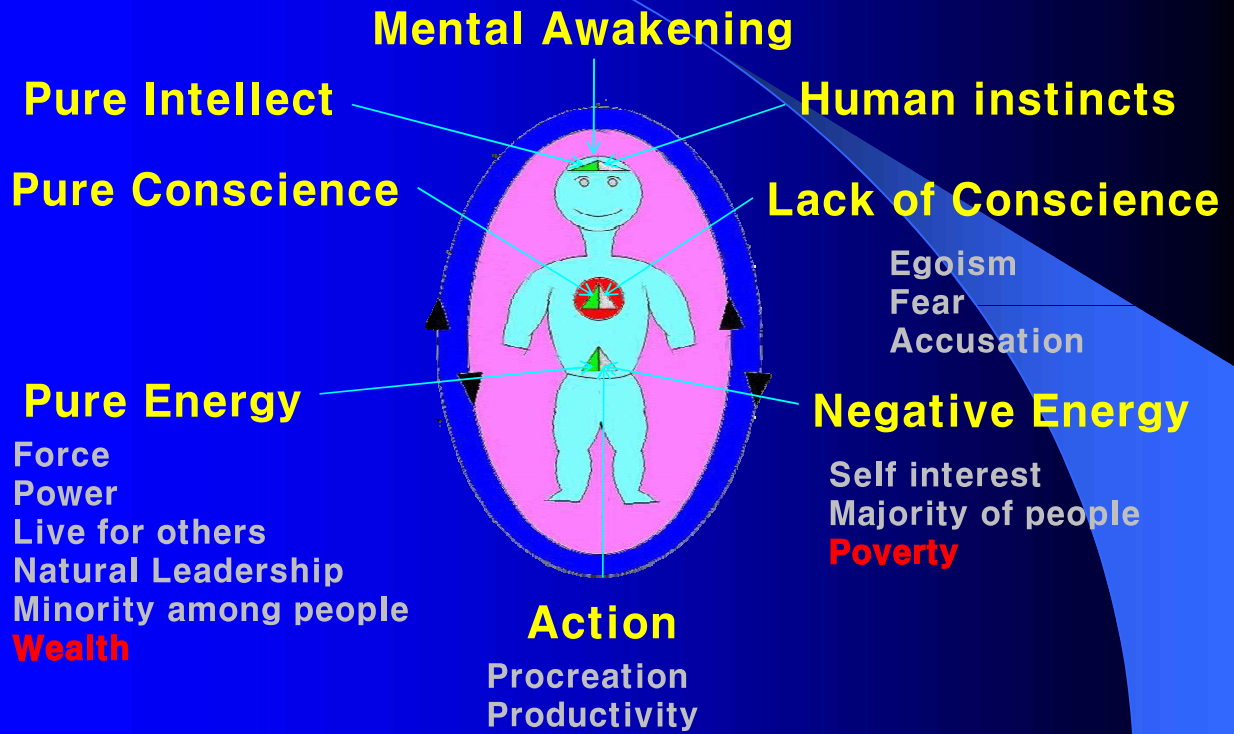 Mental Awakening
Pure Intellect
Human instincts
Pure Conscience
Lack of Conscience
Egoism
Fear
Accusation
Pure Energy
Force
Power
Live for others
Natural Leadership
Minority among people
Wealth
Negative Energy
Self interest
Majority of people
Poverty
Action
Procreation
Productivity